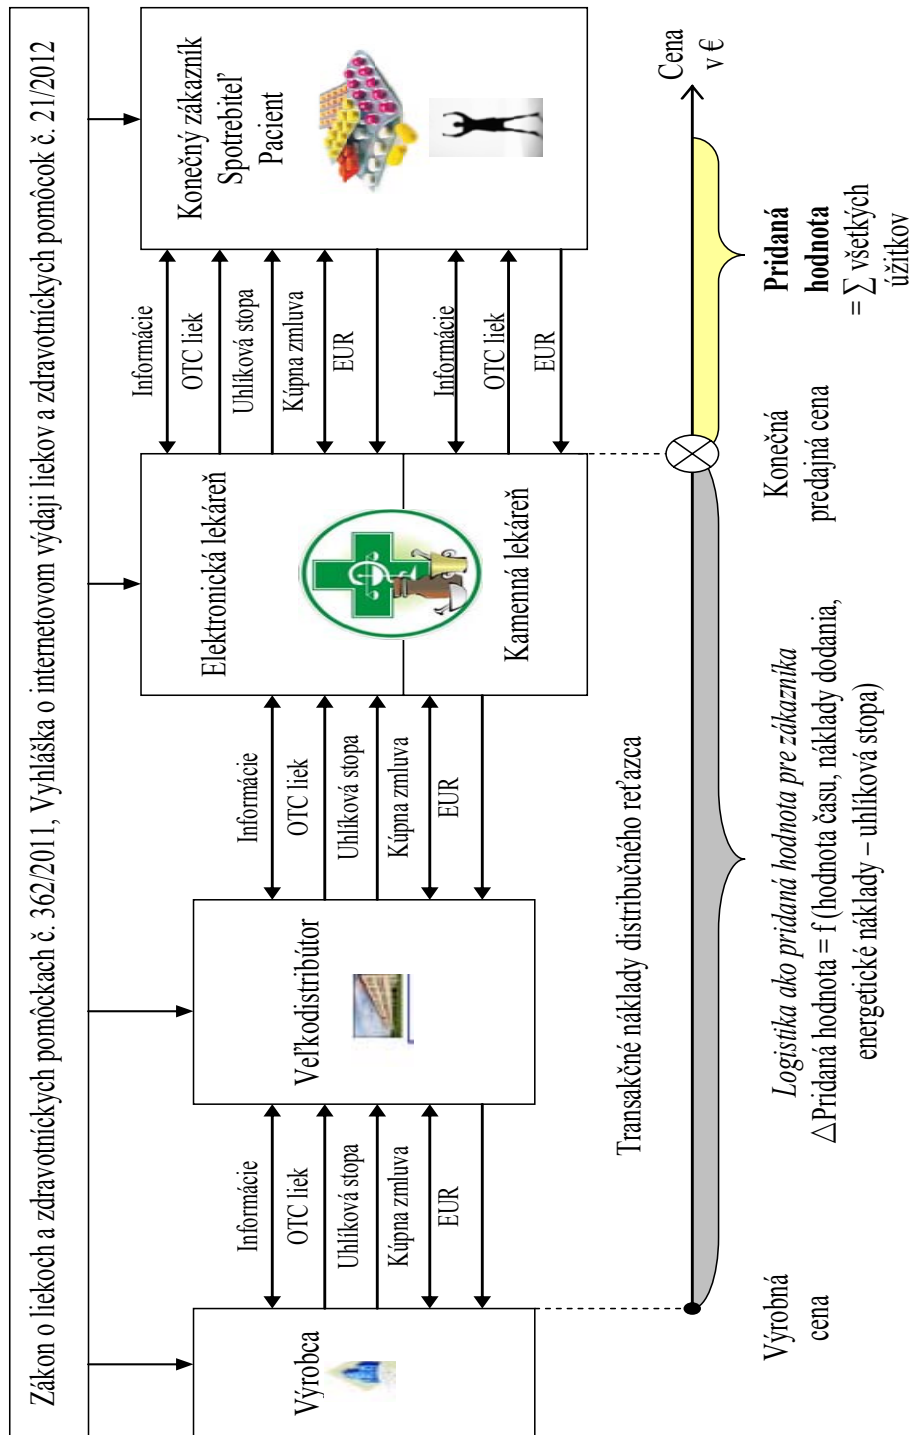 Zákon o liekoch a zdravotníckych pomôckach č. 362/2011, Vyhláška o internetovom výdaji liekov a zdravotníckych pomôcok č. 21/2012
Výrobca
Informácie
OTC liek
Uhlíková stopa
Kúpna zmluva
EUR
Veľkodistribútor
Informácie
OTC liek
Uhlíková stopa
Kúpna zmluva
EUR
Elektronická lekáreň
Kamenná lekáreň
Informácie
OTC liek
Uhlíková stopa
Kúpna zmluva
EUR
Informácie
OTC liek
EUR
Konečný zákazník
Spotrebiteľ
Pacient
Transakčné náklady distribučného reťazca
Cena
v €
Výrobná
cena
Logistika ako pridaná hodnota pre zákazníka
△Pridaná hodnota = f (hodnota času, náklady dodania,
energetické náklady – uhlíková stopa)
Konečná
predajná cena
Pridaná
hodnota
= ∑ všetkých
úžitkov